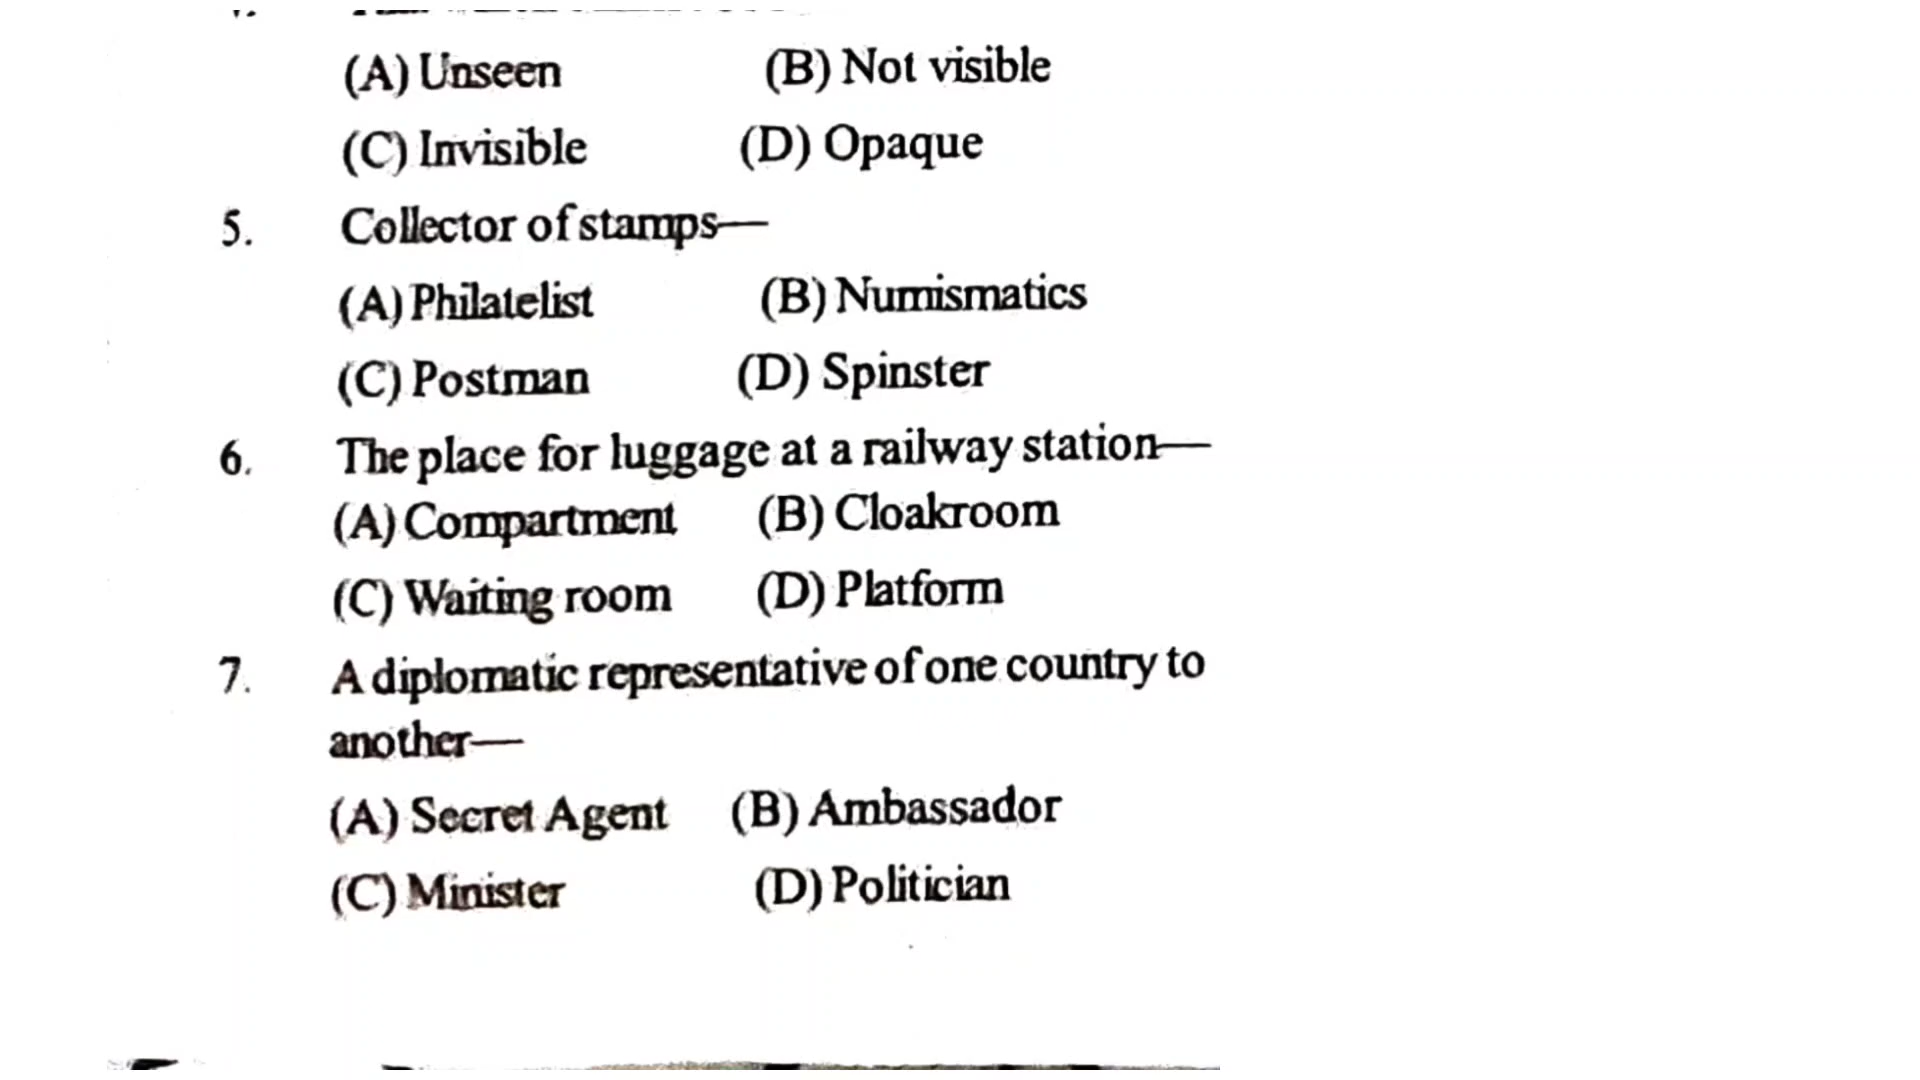 (A) Unseen (B) Not visible
(C) Invisible (D) Opaque
5. Collector of stamps—
(A) Philatelist (B) Numismatics
(C) Postman (D) Spinster
6. The place for luggage at a railway station—
(A) Compartment (B) Cloakroom
(C) Waiting room (D) Platform
7. A diplomatic representative of one country to
another—
(A) Secret Agent (B) Ambassador
(C) Minister (D) Politician